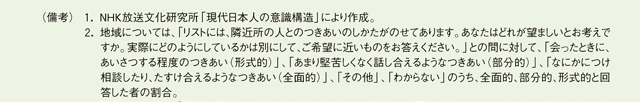 （備考） 1. NHK放送文化研究所「現代日本人の意識構造」により作成。
2. 地域については、「リストには、隣近所の人とのつきあいのしかたがのせてあります。あなたはどれが望ましいとお考えで
すか。実際にどのようにしているかは別にして、ご希望に近いものをお答えください。」との問に対して、「会ったときに、
あいさつする程度のつきあい（形式的）」、「あまり堅苦しくなく話し合えるようなつきあい（部分的）」、「なにかにつけ
相談したり、たすけ合えるようなつきあい（全面的）」、「その他」、「わからない」のうち、全面的、部分的、形式的と回
答した者の割合。